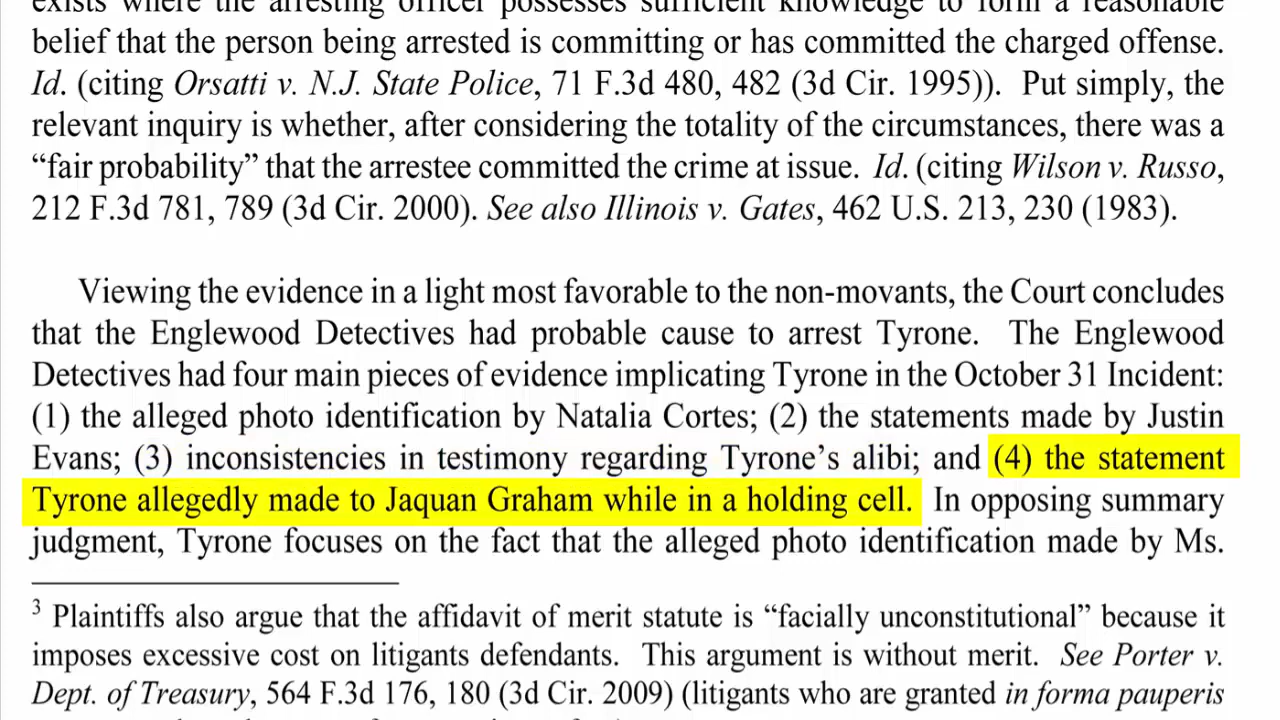 exists where the arresting officer possesses sufficient knowledge to form a reasonable
belief that the person being arrested is committing or has committed the charged offense.
Id. (citing Orsatti v. N.J. State Police, 71 F.3d 480, 482 (3d Cir. 1995)). Put simply, the
relevant inquiry is whether, after considering the totality of the circumstances, there was a
“fair probability” that the arrestee committed the crime at issue. Id. (citing Wilson v. Russo,
212 F.3d 781, 789 (3d Cir. 2000). See also Illinois v. Gates, 462 U.S. 213, 230 (1983).
Viewing the evidence in a light most favorable to the non-movants, the Court concludes
that the Englewood Detectives had probable cause to arrest Tyrone. The Englewood
Detectives had four main pieces of evidence implicating Tyrone in the October 31 Incident:
(1) the alleged photo identification by Natalia Cortes; (2) the statements made by Justin
Evans; (3) inconsistencies in testimony regarding Tyrone’s alibi; and (4) the statement
Tyrone allegedly made to Jaquan Graham while in a holding cell. In opposing summary
judgment, Tyrone focuses on the fact that the alleged photo identification made by Ms.
3 Plaintiffs also argue that the affidavit of merit statute is “facially unconstitutional” because it
imposes excessive cost on litigants defendants. This argument is without merit. See Porter v.
Dept. of Treasury, 564 F.3d 176, 180 (3d Cir. 2009) (litigants who are granted in forma pauperis